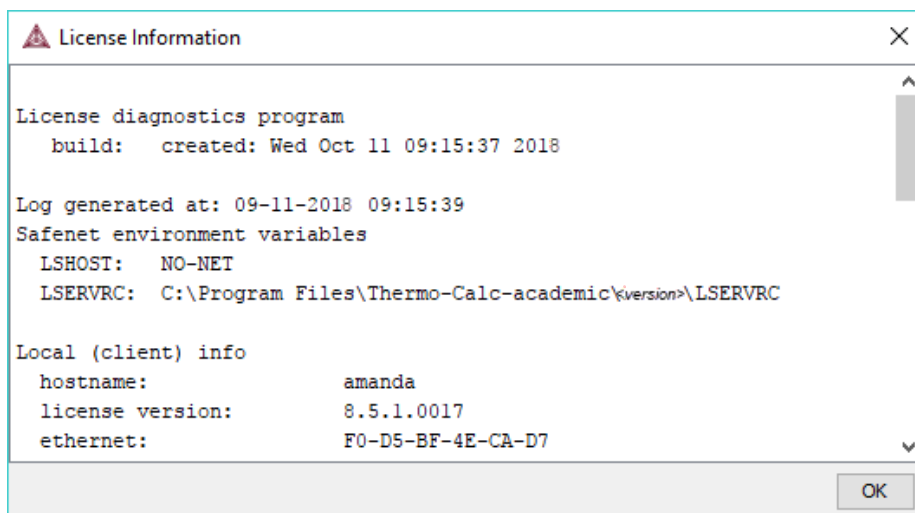 License Information
License diagnostics program
build: created: Wed Oct 11 09:15:37 2018
Log generated at: 09-11-2018 09:15:39
Safenet environment variables
LSHOST: NO-NET
LSERVRC: C:\Program Files\Thermo-Calc-academic\<version>\LSERVRC
Local (client) info
hostname: amanda
license version: 8.5.1.0017
ethernet: F0-D5-BF-4E-CA-D7
OK